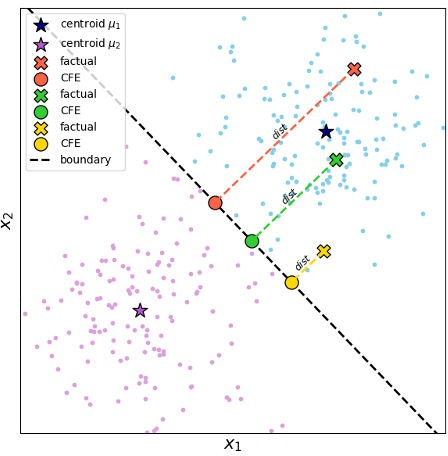 centroid μ₁
centroid μ₂
factual
CFE
factual
CFE
factual
CFE
boundary
dist
dist
dist
x₂
x₁